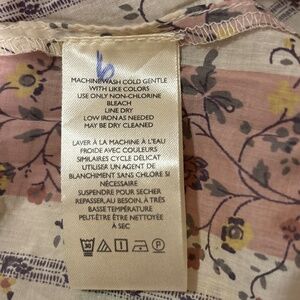 6
MACHINE WASH COLD GENTLE
WITH LIKE COLORS
USE ONLY NON-CHLORINE
BLEACH
LINE DRY
LOW IRON AS NEEDED
MAY BE DRY CLEANED
LAVER À LA MACHINE À L'EAU
FROIDE AVEC COULEURS
SIMILAIRES CYCLE DÉLICAT
UTILISER UN AGENT DE
BLANCHIMENT SANS CHLORE SI
NÉCESSAIRE
SUSPENDRE POUR SÉCHER
REPASSER, AU BESOIN, À TRÈS
BASSE TEMPÉRATURE
PEUT-ÊTRE ÊTRE NETTOYÉE
À SEC
30 P